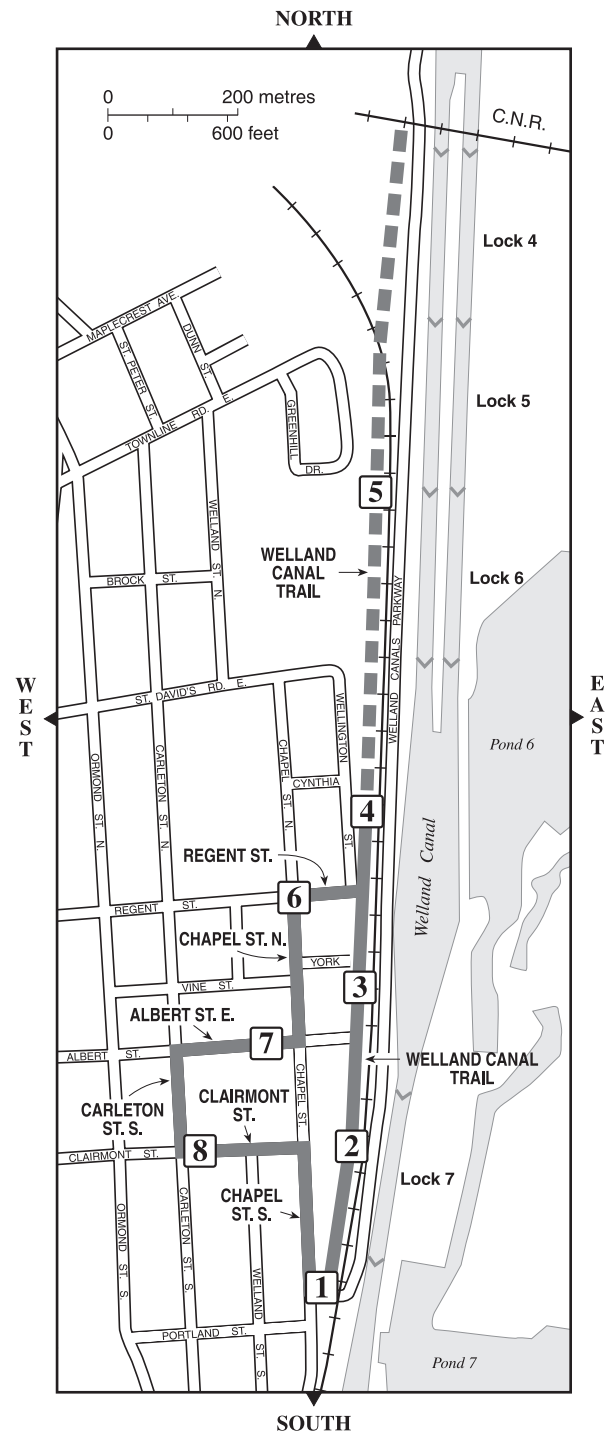 NORTH
0 200 metres
0 600 feet
C.N.R.
Lock 4
MAPLECREST AVE.
ST. PETER ST.
DUNN ST.
Lock 5
TOWNLINE RD. E.
GREENHILL
DR.
5
WELLAND ST. N.
WELLAND
CANAL
TRAIL
BROCK ST.
Lock 6
WELLAND CANALS PARKWAY
WEST
EAST
ST. DAVID'S RD. E.
WELLINGTON ST.
Pond 6
ORMOND ST. N.
CARLETON ST. N.
CHAPEL ST. N.
CYNTHIA
4
Welland Canal
REGENT ST.
6
REGENT ST.
CHAPEL ST. N.
YORK
VINE ST.
3
ALBERT ST. E.
7
ALBERT ST.
WELLAND CANAL
TRAIL
CHAPEL ST.
CARLETON
ST. S.
CLAIRMONT
ST.
2
8
CLAIRMONT ST.
Lock 7
CHAPEL
ST. S.
ORMOND ST. S.
CARLETON ST. S.
WELLAND ST. S.
1
PORTLAND ST.
Pond 7
SOUTH